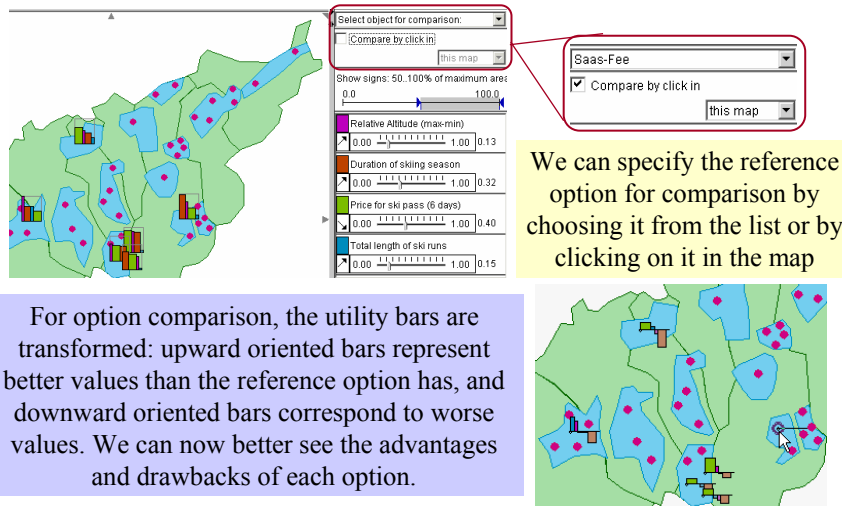 Select object for comparison:
Compare by click in
this map
Show signs: 50..100% of maximum area
0.0 100.0
Relative Altitude (max-min)
0.00 1.00 0.13
Duration of skiing season
0.00 1.00 0.32
Price for ski pass (6 days)
0.00 1.00 0.40
Total length of ski runs
0.00 1.00 0.15
Saas-Fee
Compare by click in
this map
We can specify the reference
option for comparison by
choosing it from the list or by
clicking on it in the map
For option comparison, the utility bars are
transformed: upward oriented bars represent
better values than the reference option has, and
downward oriented bars correspond to worse
values. We can now better see the advantages
and drawbacks of each option.